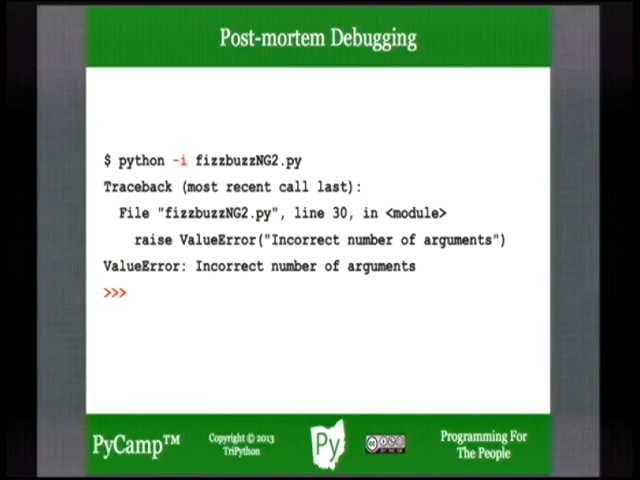 Post-mortem Debugging
$ python -i fizzbuzzNG2.py
Traceback (most recent call last):
File "fizzbuzzNG2.py", line 30, in <module>
raise ValueError("Incorrect number of arguments")
ValueError: Incorrect number of arguments
>>>
PyCamp™
Copyright © 2013
TriPython
Py
Programming For
The People